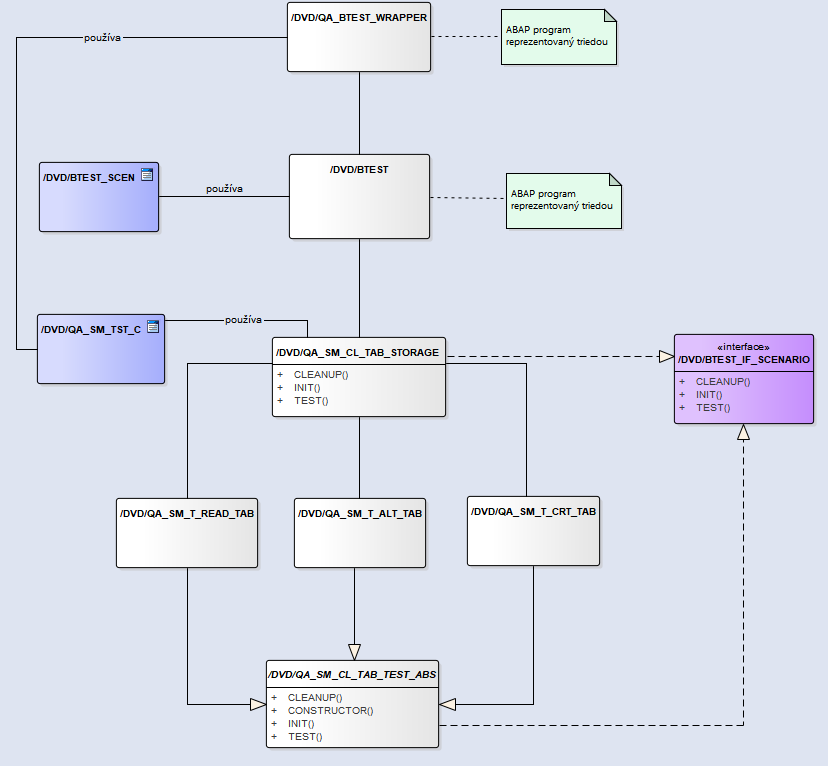 /DVD/QA_BTEST_WRAPPER
ABAP program
reprezentovaný triedou
používa
/DVD/BTEST_SCEN
používa
/DVD/BTEST
ABAP program
reprezentovaný triedou
/DVD/QA_SM_TST_C
používa
/DVD/QA_SM_CL_TAB_STORAGE
+ CLEANUP()
+ INIT()
+ TEST()
«interface»
/DVD/BTEST_IF_SCENARIO
+ CLEANUP()
+ INIT()
+ TEST()
/DVD/QA_SM_T_READ_TAB
/DVD/QA_SM_T_ALT_TAB
/DVD/QA_SM_T_CRT_TAB
/DVD/QA_SM_CL_TAB_TEST_ABS
+ CLEANUP()
+ CONSTRUCTOR()
+ INIT()
+ TEST()